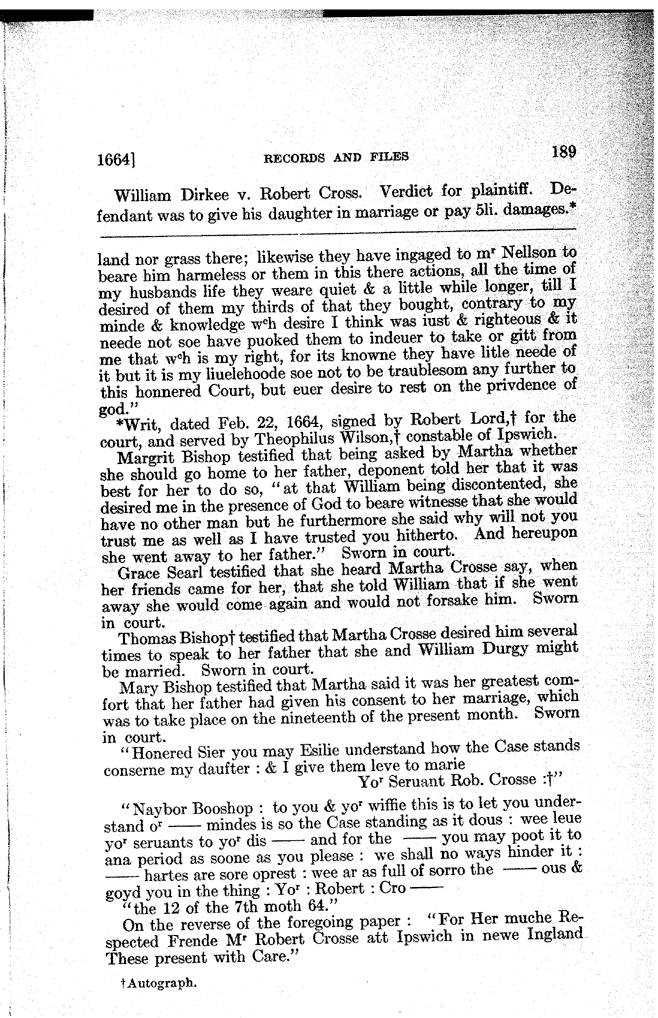 1664] RECORDS AND FILES 189
William Dirkee v. Robert Cross. Verdict for plaintiff. De-
fendant was to give his daughter in marriage or pay 5li. damages.*
land nor grass there; likewise they have ingaged to mʳ Nellson to
beare him harmeless or them in this there actions, all the time of
my husbands life they weare quiet & a little while longer, till I
desired of them my thirds of that they bought, contrary to my
minde & knowledge wᶜh desire I think was iust & righteous & it
neede not soe have puoked them to indeuer to take or gitt from
me that wᶜh is my right, for its knowne they have litle neede of
it but it is my liuelehoode soe not to be traublesom any further to
this honnered Court, but euer desire to rest on the privdence of
god."
*Writ, dated Feb. 22, 1664, signed by Robert Lord,† for the
court, and served by Theophilus Wilson,† constable of Ipswich.
Margrit Bishop testified that being asked by Martha whether
she should go home to her father, deponent told her that it was
best for her to do so, "at that William being discontented, she
desired me in the presence of God to beare witnesse that she would
have no other man but he furthermore she said why will not you
trust me as well as I have trusted you hitherto. And hereupon
she went away to her father." Sworn in court.
Grace Searl testified that she heard Martha Crosse say, when
her friends came for her, that she told William that if she went
away she would come again and would not forsake him. Sworn
in court.
Thomas Bishop† testified that Martha Crosse desired him several
times to speak to her father that she and William Durgy might
be married. Sworn in court.
Mary Bishop testified that Martha said it was her greatest com-
fort that her father had given his consent to her marriage, which
was to take place on the nineteenth of the present month. Sworn
in court.
"Honered Sier you may Esilie understand how the Case stands
conserne my daufter : & I give them leve to marie
Yoʳ Seruant Rob. Crosse :†"
"Naybor Booshop : to you & yoʳ wiffie this is to let you under-
stand oʳ —— mindes is so the Case standing as it dous : wee leue
yoʳ seruants to yoʳ dis —— and for the —— you may poot it to
ana period as soone as you please : we shall no ways hinder it :
—— hartes are sore oprest : wee ar as full of sorro the —— ous &
goyd you in the thing : Yoʳ : Robert : Cro ——
"the 12 of the 7th moth 64."
On the reverse of the foregoing paper : "For Her muche Re-
spected Frende Mʳ Robert Crosse att Ipswich in newe Ingland
These present with Care."
†Autograph.